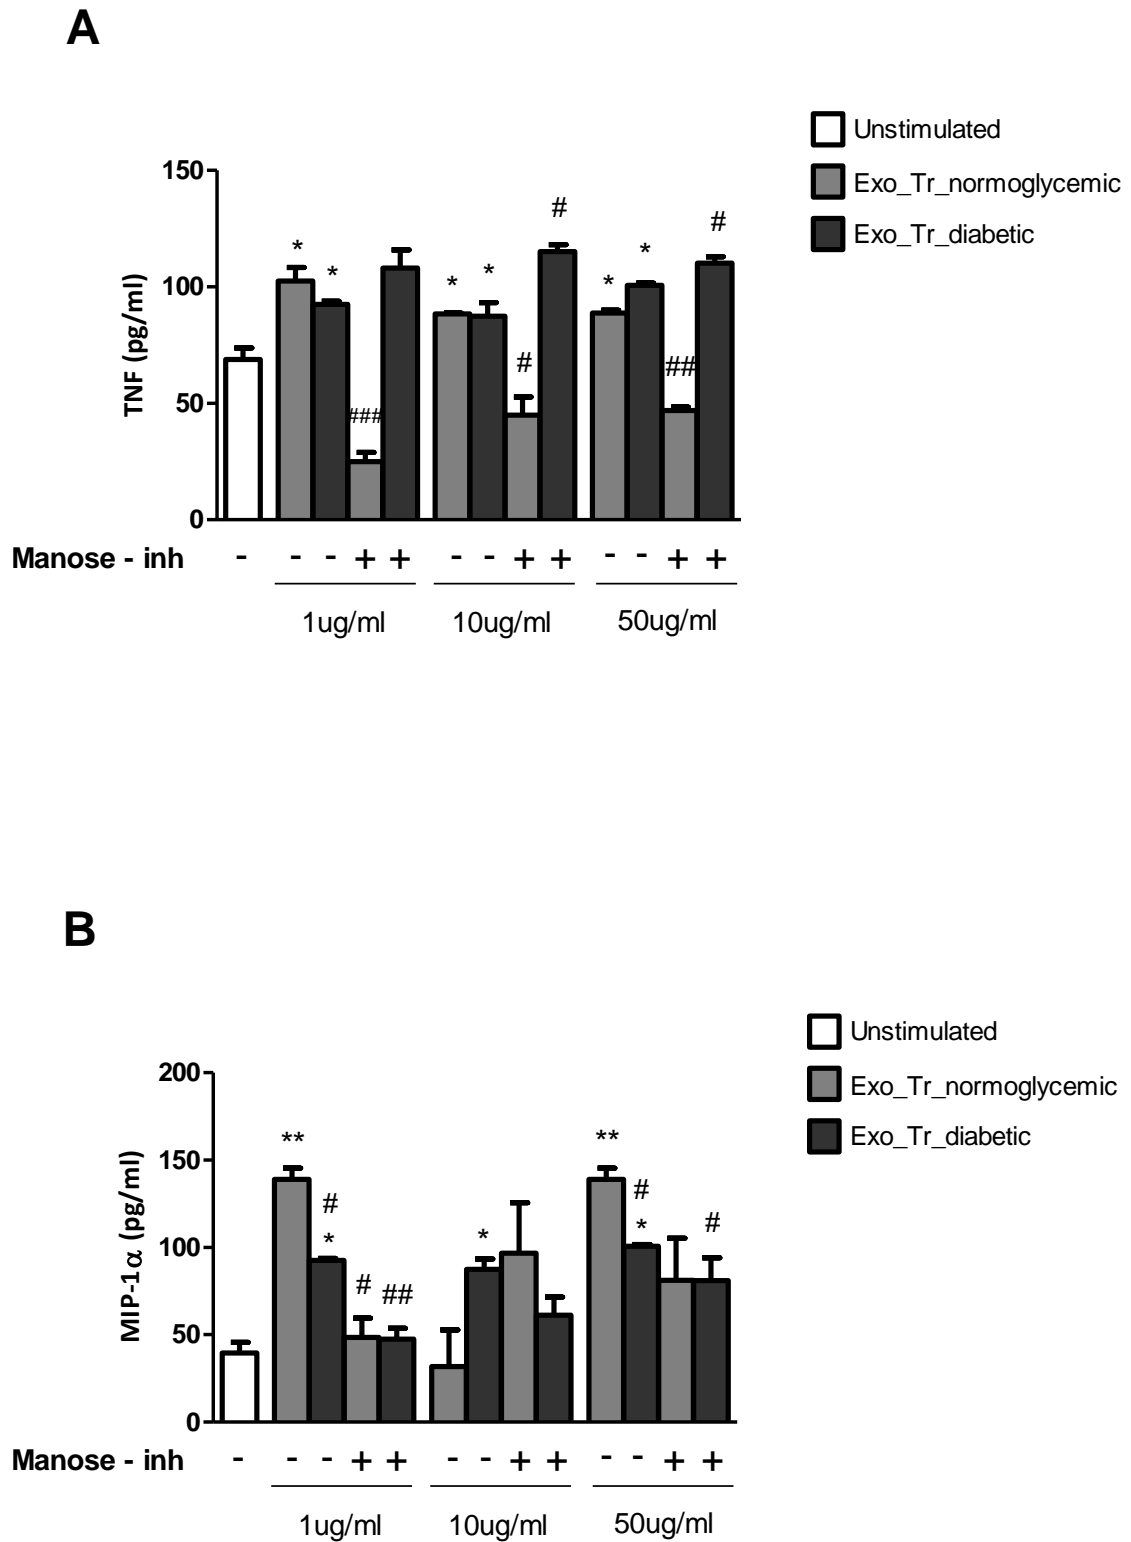 A
Unstimulated
Exo_Tr_normoglycemic
Exo_Tr_diabetic
TNF (pg/ml)
150
100
50
0
* * ### * * # # * * ## #
Manose - inh - - - + + - - + + - - + +
1ug/ml 10ug/ml 50ug/ml
B
Unstimulated
Exo_Tr_normoglycemic
Exo_Tr_diabetic
MIP-1α (pg/ml)
200
150
100
50
0
** # * # ## * ** # * #
Manose - inh - - - + + - - + + - - + +
1ug/ml 10ug/ml 50ug/ml